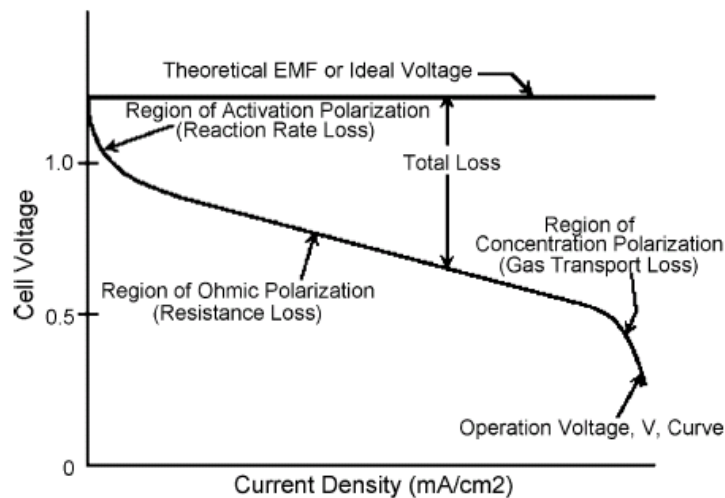 Theoretical EMF or Ideal Voltage
Region of Activation Polarization
(Reaction Rate Loss)
Total Loss
Region of
Concentration Polarization
(Gas Transport Loss)
Region of Ohmic Polarization
(Resistance Loss)
Operation Voltage, V, Curve
Cell Voltage
1.0
0.5
0
Current Density (mA/cm2)